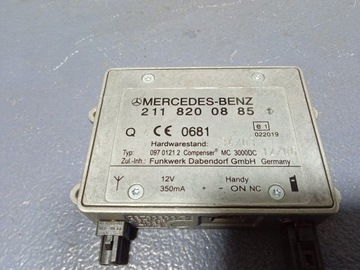 MERCEDES-BENZ
211 820 08 85
Q CE 0681
e1
022019
Hardwarestand:
Typ: 097 0121 2 Compenser® MC 3000DC
Zul.-Inh.: Funkwerk Dabendorf GmbH Germany
12V Handy
350mA + - ON NC